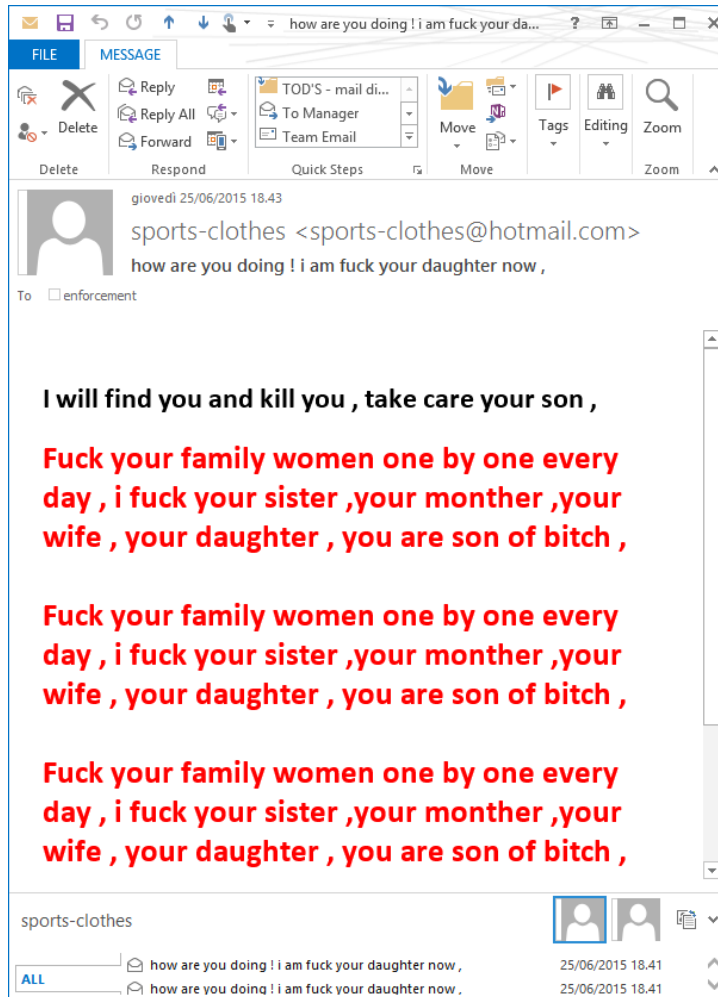 how are you doing ! i am fuck your da...
FILE
MESSAGE
Delete
Reply
Reply All
Forward
TOD'S - mail di...
To Manager
Team Email
Move
Tags
Editing
Zoom
Delete
Respond
Quick Steps
Move
Zoom
giovedì 25/06/2015 18.43
sports-clothes <sports-clothes@hotmail.com>
how are you doing ! i am fuck your daughter now ,
To enforcement
I will find you and kill you , take care your son ,
Fuck your family women one by one every
day , i fuck your sister ,your monther ,your
wife , your daughter , you are son of bitch ,
Fuck your family women one by one every
day , i fuck your sister ,your monther ,your
wife , your daughter , you are son of bitch ,
Fuck your family women one by one every
day , i fuck your sister ,your monther ,your
wife , your daughter , you are son of bitch ,
sports-clothes
ALL
how are you doing ! i am fuck your daughter now , 25/06/2015 18.41
how are you doing ! i am fuck your daughter now , 25/06/2015 18.41